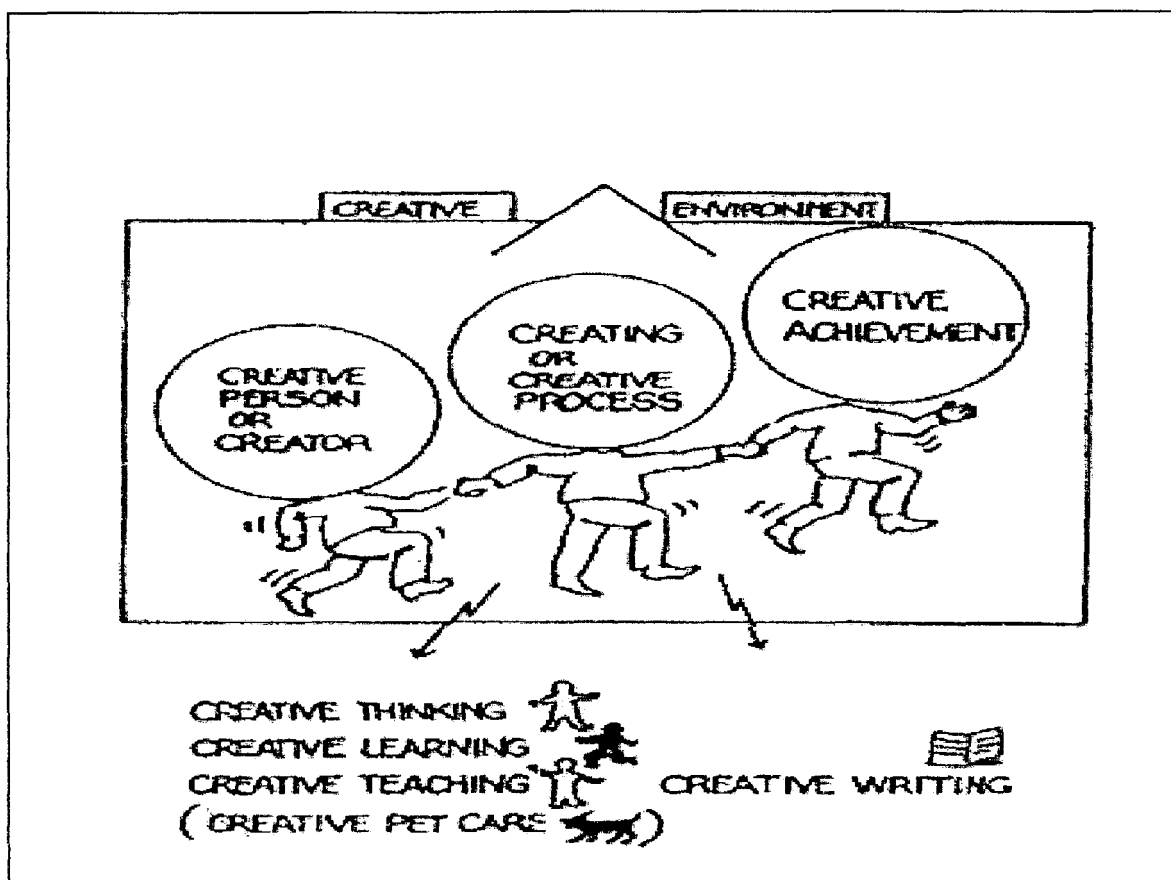 CREATIVE
ENVIRONMENT
CREATIVE
PERSON
OR
CREATOR
CREATING
OR
CREATIVE
PROCESS
CREATIVE
ACHIEVEMENT
CREATIVE THINKING
CREATIVE LEARNING
CREATIVE TEACHING
(CREATIVE PET CARE)
CREATIVE WRITING